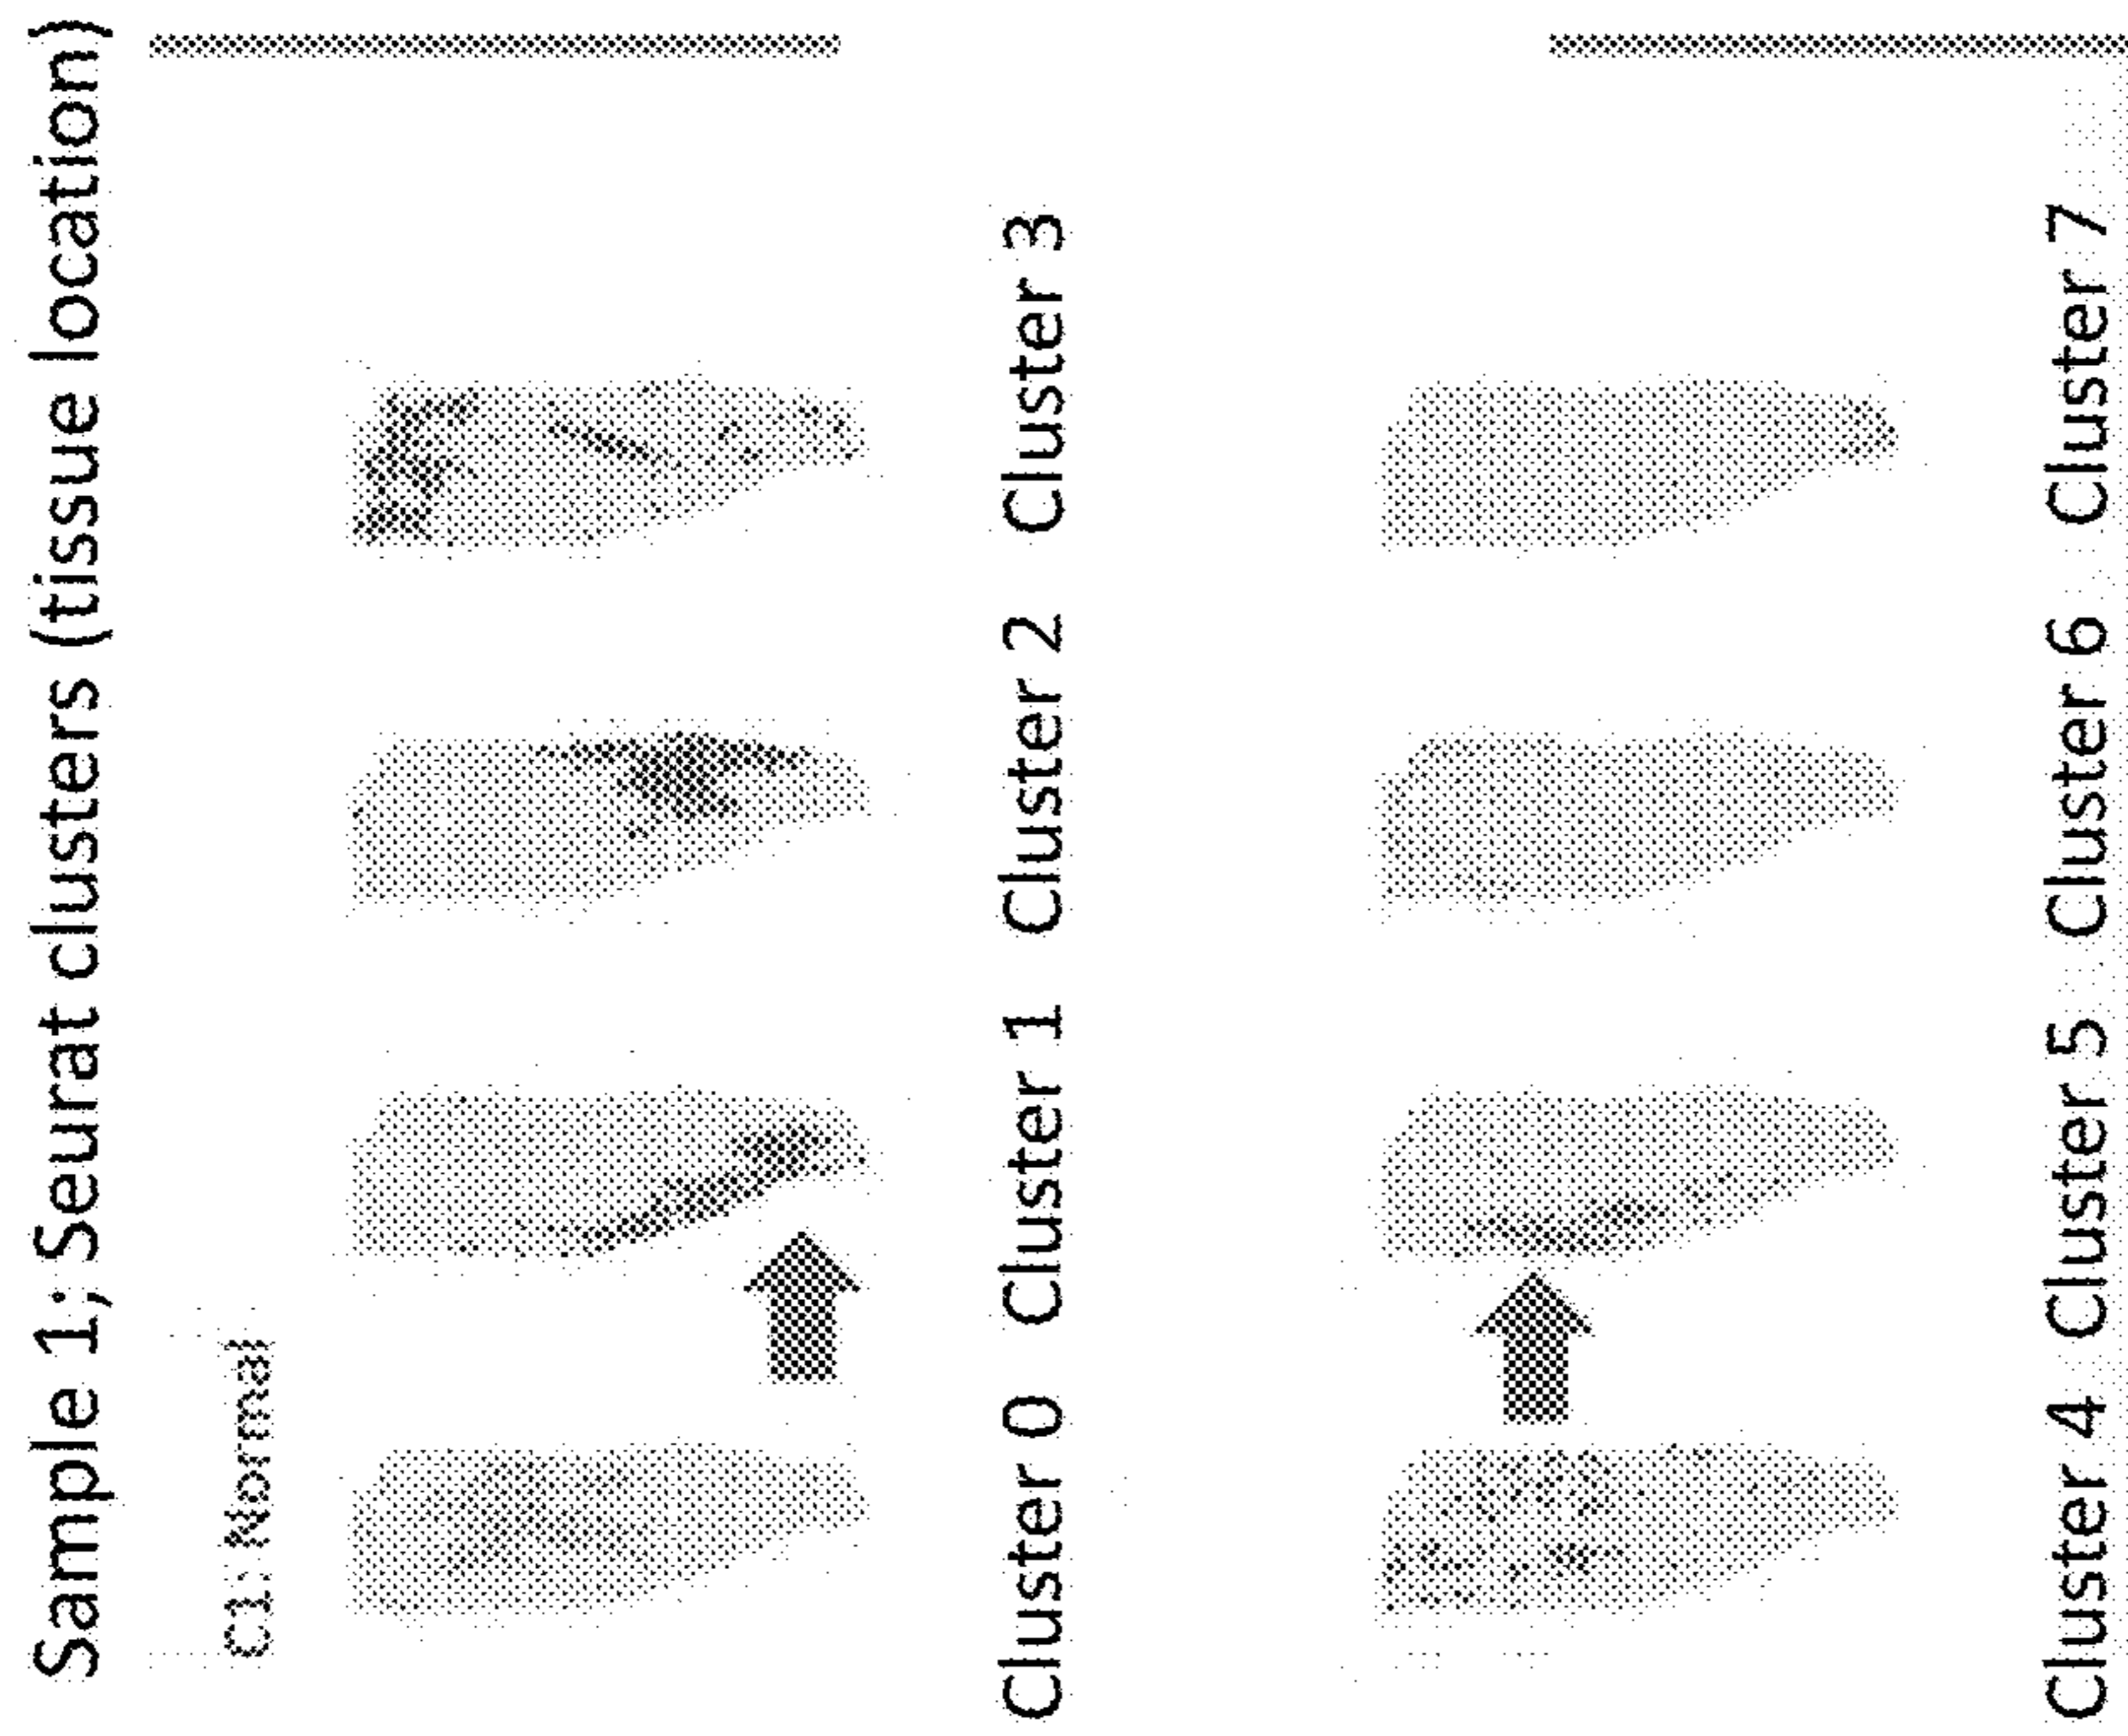 Sample 1; Seurat clusters (tissue location)
C1: Normal
Cluster 0 Cluster 1 Cluster 2 Cluster 3
Cluster 4 Cluster 5 Cluster 6 Cluster 7